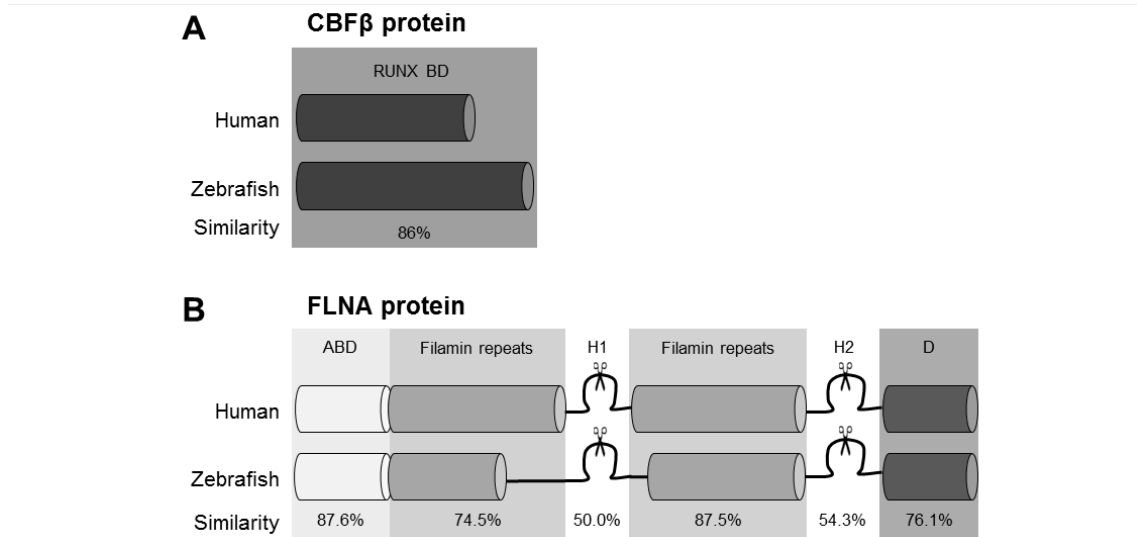 A
CBFβ protein
RUNX BD
Human
Zebrafish
Similarity
86%
B
FLNA protein
ABD Filamin repeats H1 Filamin repeats H2 D
Human
Zebrafish
Similarity 87.6% 74.5% 50.0% 87.5% 54.3% 76.1%